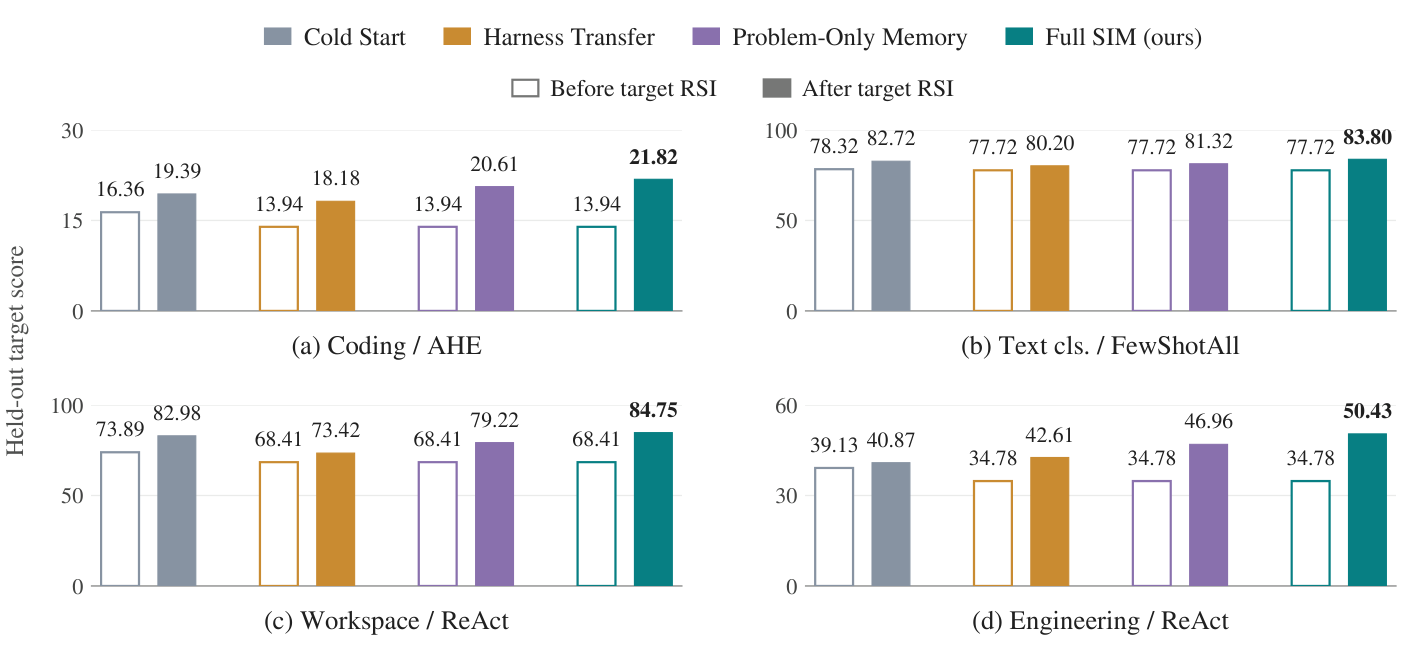 Cold Start Harness Transfer Problem-Only Memory Full SIM (ours)
Before target RSI After target RSI
Held-out target score
30
15
0
16.36 19.39 13.94 18.18 13.94 20.61 13.94 21.82
(a) Coding / AHE
100
50
0
78.32 82.72 77.72 80.20 77.72 81.32 77.72 83.80
(b) Text cls. / FewShotAll
100
50
0
73.89 82.98 68.41 73.42 68.41 79.22 68.41 84.75
(c) Workspace / ReAct
60
30
0
39.13 40.87 34.78 42.61 34.78 46.96 34.78 50.43
(d) Engineering / ReAct